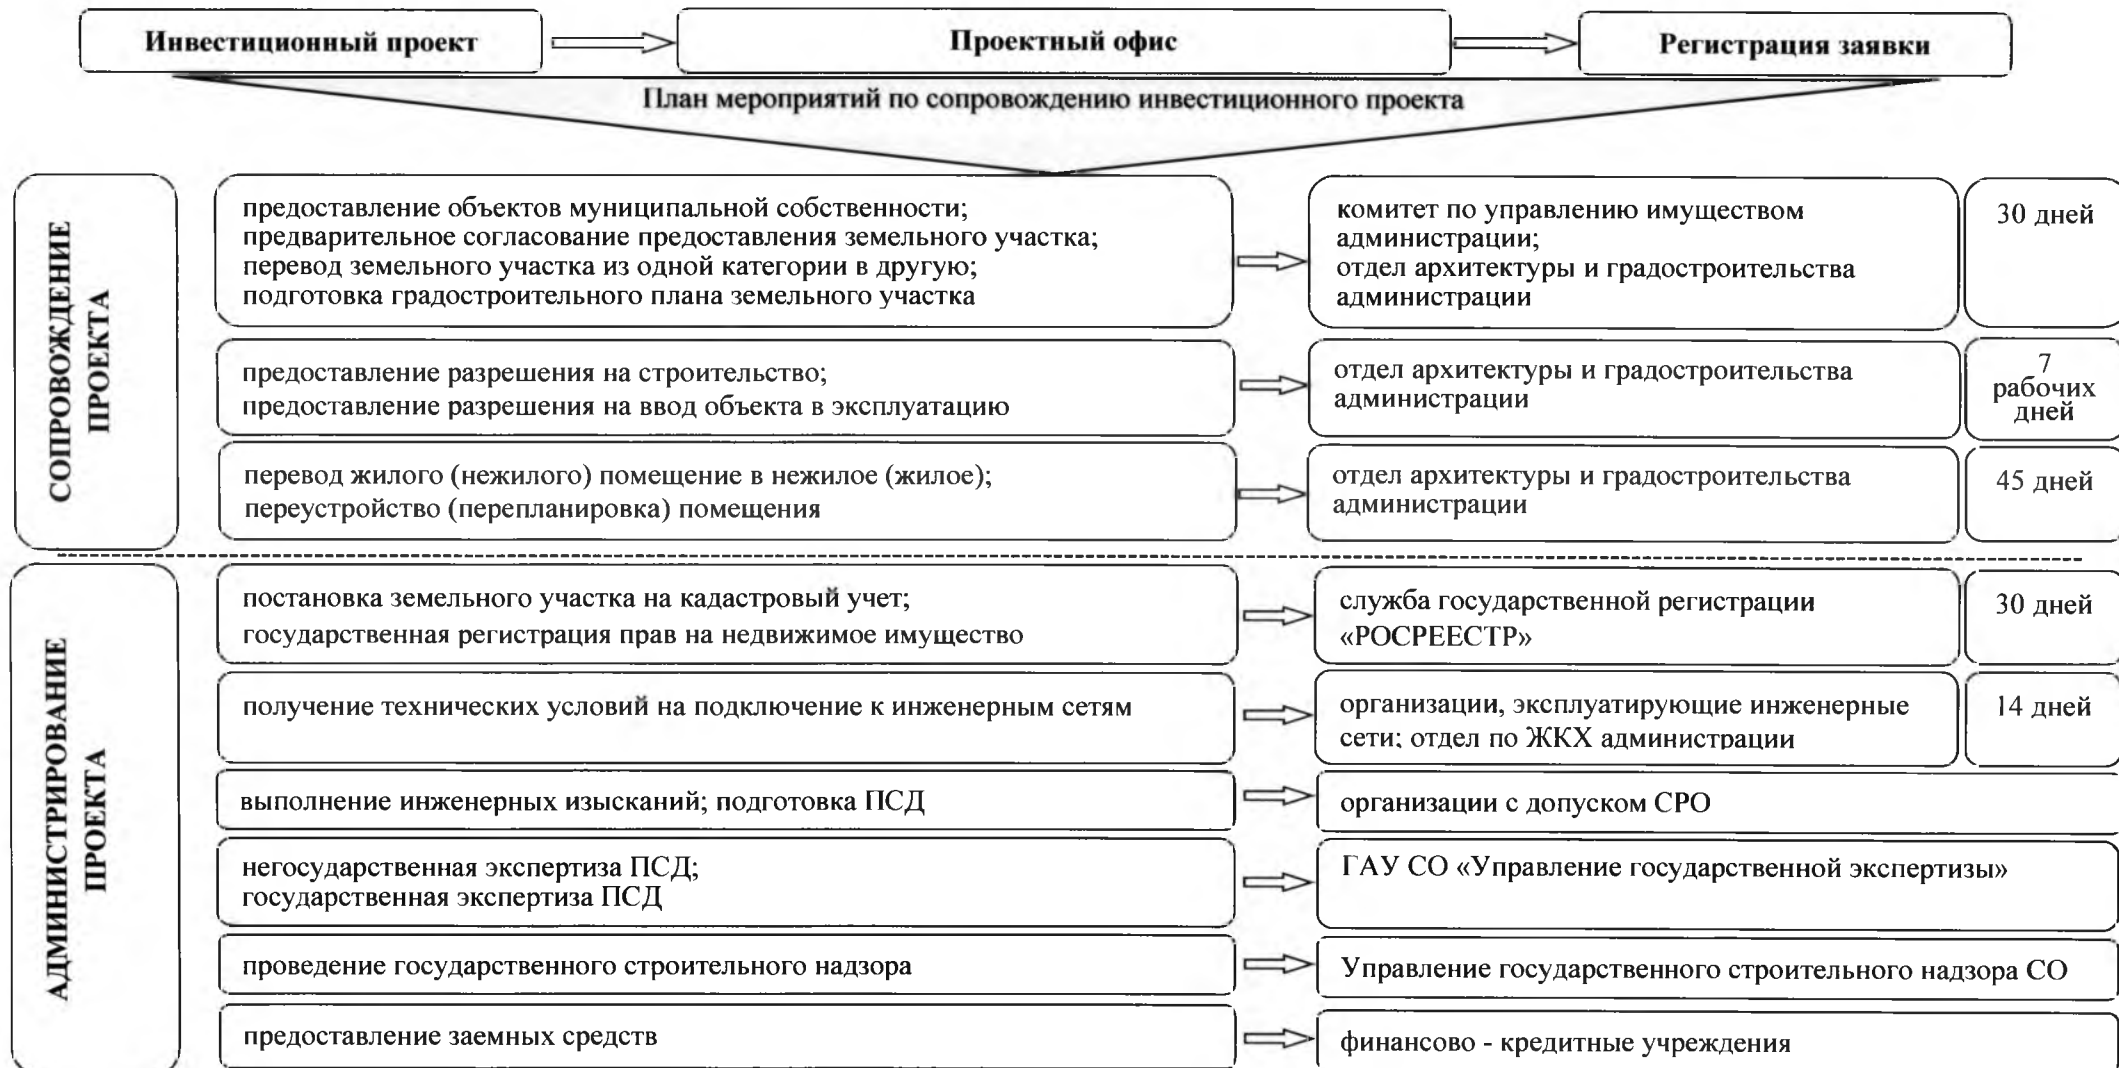 Инвестиционный проект
Проектный офис
Регистрация заявки
План мероприятий по сопровождению инвестиционного проекта
СОПРОВОЖДЕНИЕ
ПРОЕКТА
предоставление объектов муниципальной собственности;
предварительное согласование предоставления земельного участка;
перевод земельного участка из одной категории в другую;
подготовка градостроительного плана земельного участка
комитет по управлению имуществом
администрации;
отдел архитектуры и градостроительства
администрации
30 дней
предоставление разрешения на строительство;
предоставление разрешения на ввод объекта в эксплуатацию
отдел архитектуры и градостроительства
администрации
7
рабочих
дней
перевод жилого (нежилого) помещение в нежилое (жилое);
переустройство (перепланировка) помещения
отдел архитектуры и градостроительства
администрации
45 дней
АДМИНИСТРИРОВАНИЕ
ПРОЕКТА
постановка земельного участка на кадастровый учет;
государственная регистрация прав на недвижимое имущество
служба государственной регистрации
«РОСРЕЕСТР»
30 дней
получение технических условий на подключение к инженерным сетям
организации, эксплуатирующие инженерные
сети; отдел по ЖКХ администрации
14 дней
выполнение инженерных изысканий; подготовка ПСД
организации с допуском СРО
негосударственная экспертиза ПСД;
государственная экспертиза ПСД
ГАУ СО «Управление государственной экспертизы»
проведение государственного строительного надзора
Управление государственного строительного надзора СО
предоставление заемных средств
финансово - кредитные учреждения